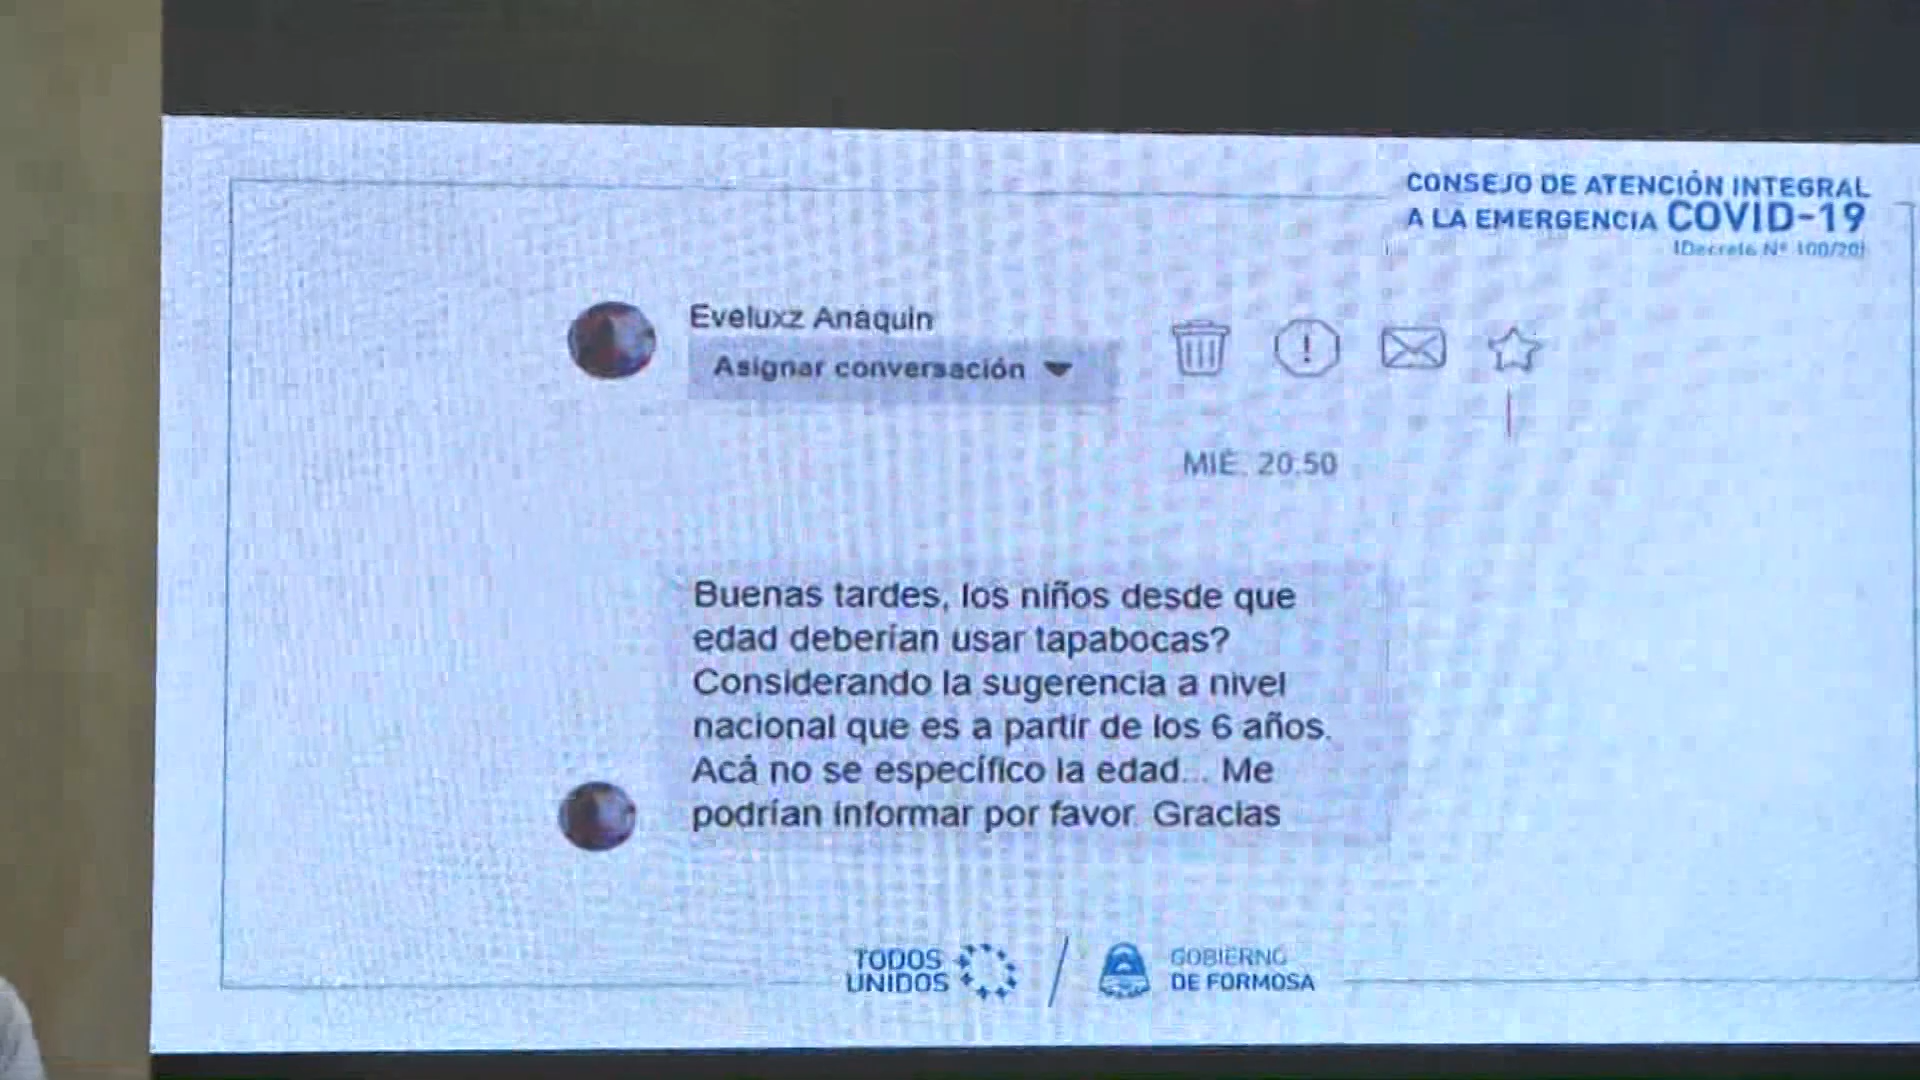 CONSEJO DE ATENCIÓN INTEGRAL
A LA EMERGENCIA COVID-19
(Decreto Nº 100/20)
Eveluxz Anaquin
Asignar conversación
MIÉ. 20:50
Buenas tardes, los niños desde que
edad deberían usar tapabocas?
Considerando la sugerencia a nivel
nacional que es a partir de los 6 años.
Acá no se específico la edad... Me
podrían informar por favor. Gracias
TODOS
UNIDOS
GOBIERNO
DE FORMOSA